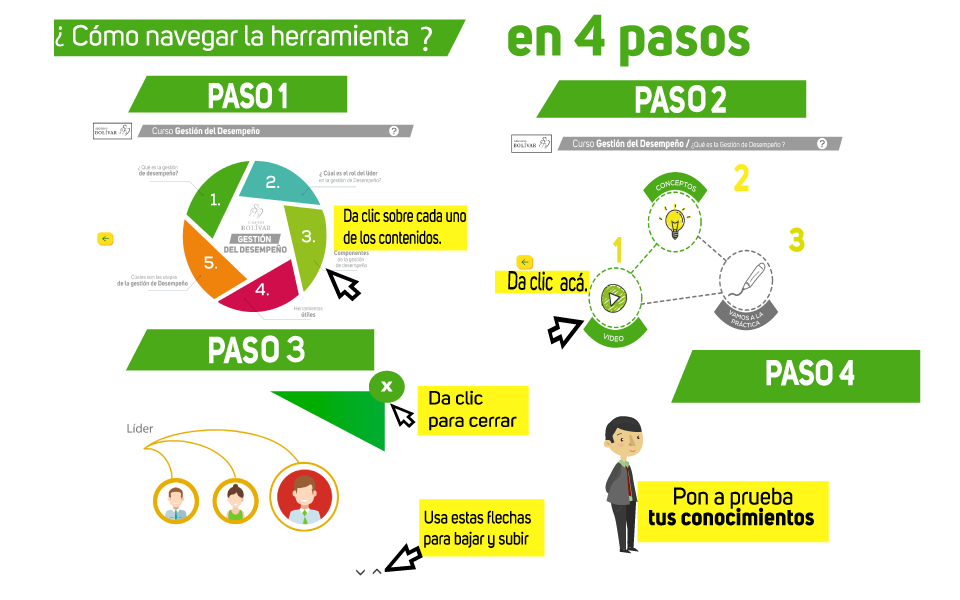 ¿ Cómo navegar la herramienta ?
en 4 pasos
PASO 1
BOLÍVAR
Curso Gestión del Desempeño
?
¿ Qué es la gestión
de desempeño?
¿ Cúal es el rol del líder
en la gestión de Desempeño?
1.
2.
3.
4.
5.
BOLÍVAR
GESTIÓN
DEL DESEMPEÑO
Da clic sobre cada uno
de los contenidos.
Componentes
de la gestión
de desempeño
Cuáles son las etapas
de la gestión de Desempeño
Herramientas
útiles
PASO 2
BOLÍVAR
Curso Gestión del Desempeño / ¿Qué es la Gestión de Desempeño ?
?
2
CONCEPTOS
1
3
Da clic acá.
VIDEO
VAMOS A LA
PRÁCTICA
PASO 3
x
Da clic
para cerrar
Líder
Usa estas flechas
para bajar y subir
PASO 4
Pon a prueba
tus conocimientos